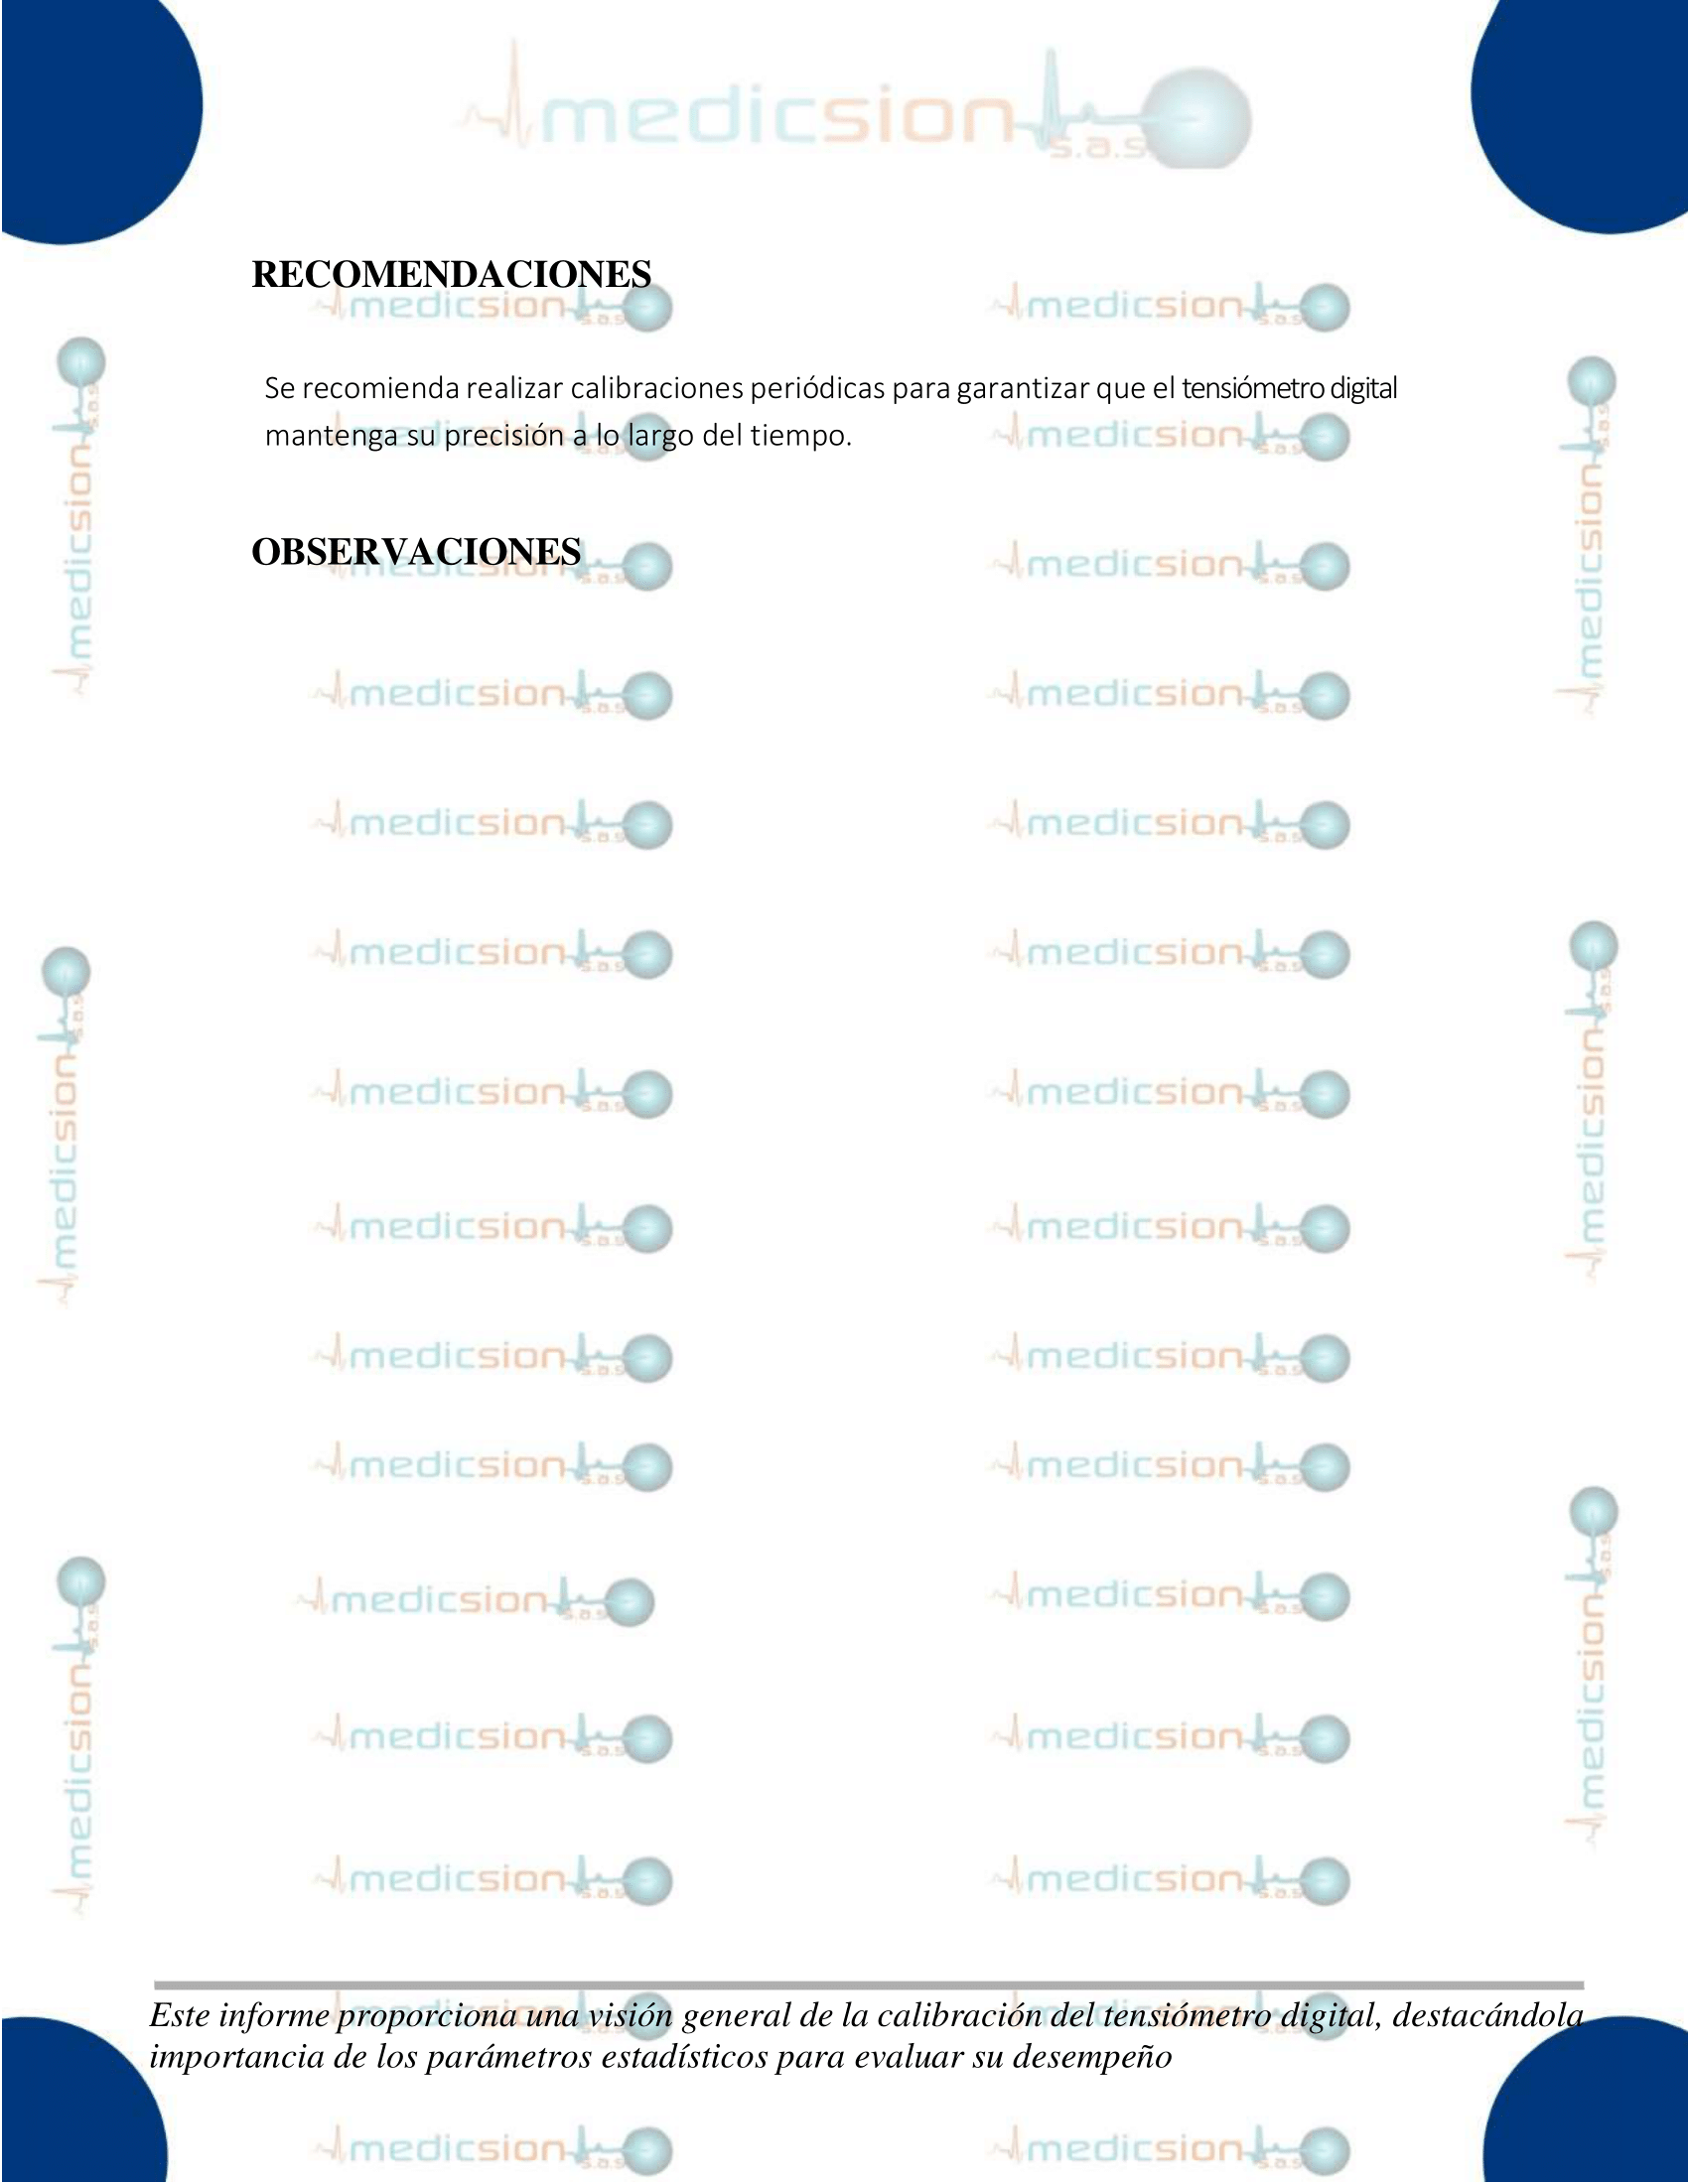 medicsion s.a.s
RECOMENDACIONES
Se recomienda realizar calibraciones periódicas para garantizar que el tensiómetro digital
mantenga su precisión a lo largo del tiempo.
OBSERVACIONES
Este informe proporciona una visión general de la calibración del tensiómetro digital, destacándola
importancia de los parámetros estadísticos para evaluar su desempeño